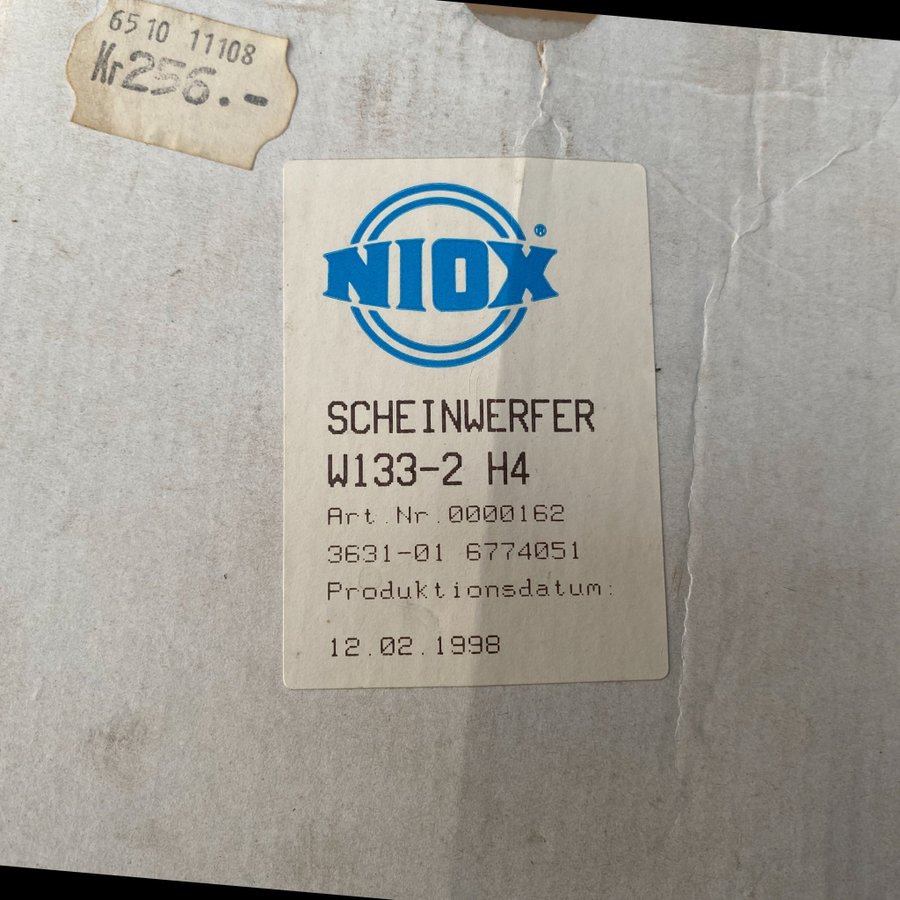 6510 11108
Kr256.-
NIOX®
SCHEINWERFER
W133-2 H4
Art.Nr.0000162
3631-01 6774051
Produktionsdatum:
12.02.1998